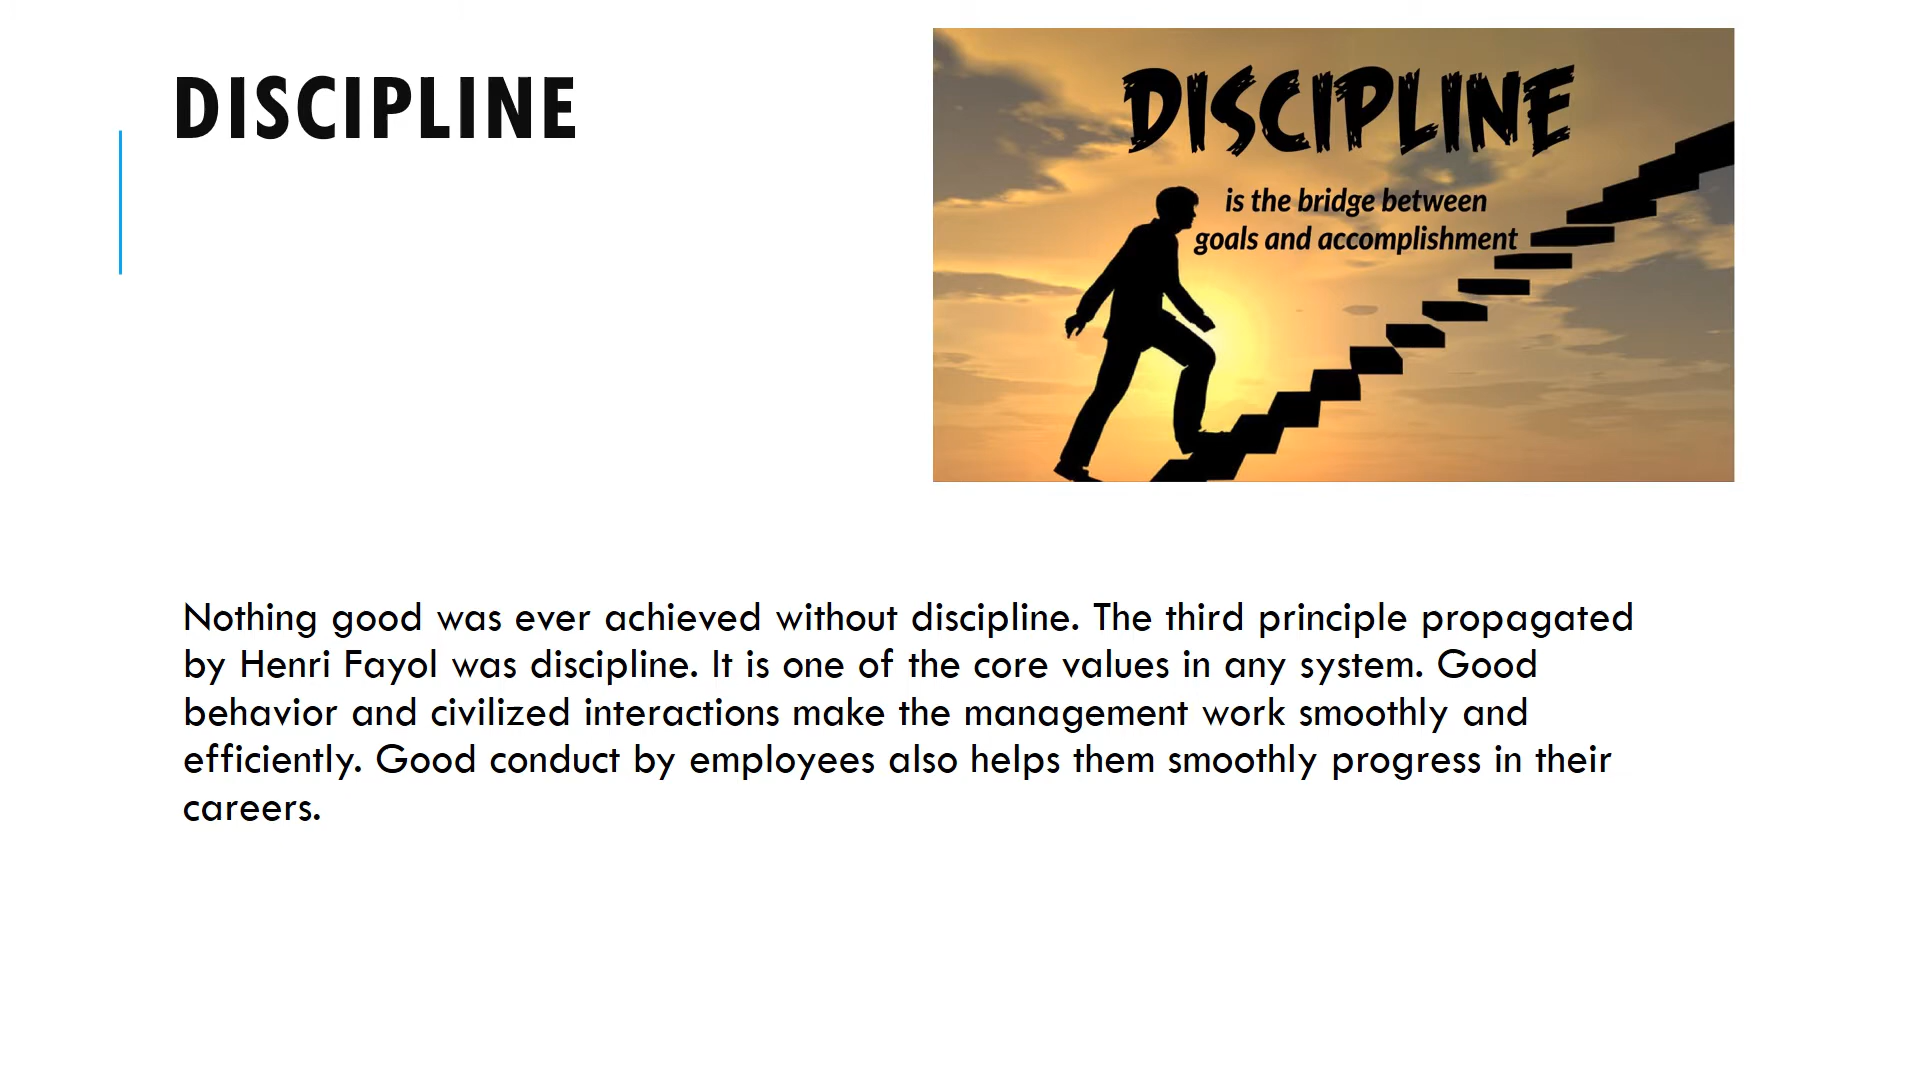 DISCIPLINE
DISCIPLINE
is the bridge between
goals and accomplishment
Nothing good was ever achieved without discipline. The third principle propagated
by Henri Fayol was discipline. It is one of the core values in any system. Good
behavior and civilized interactions make the management work smoothly and
efficiently. Good conduct by employees also helps them smoothly progress in their
careers.